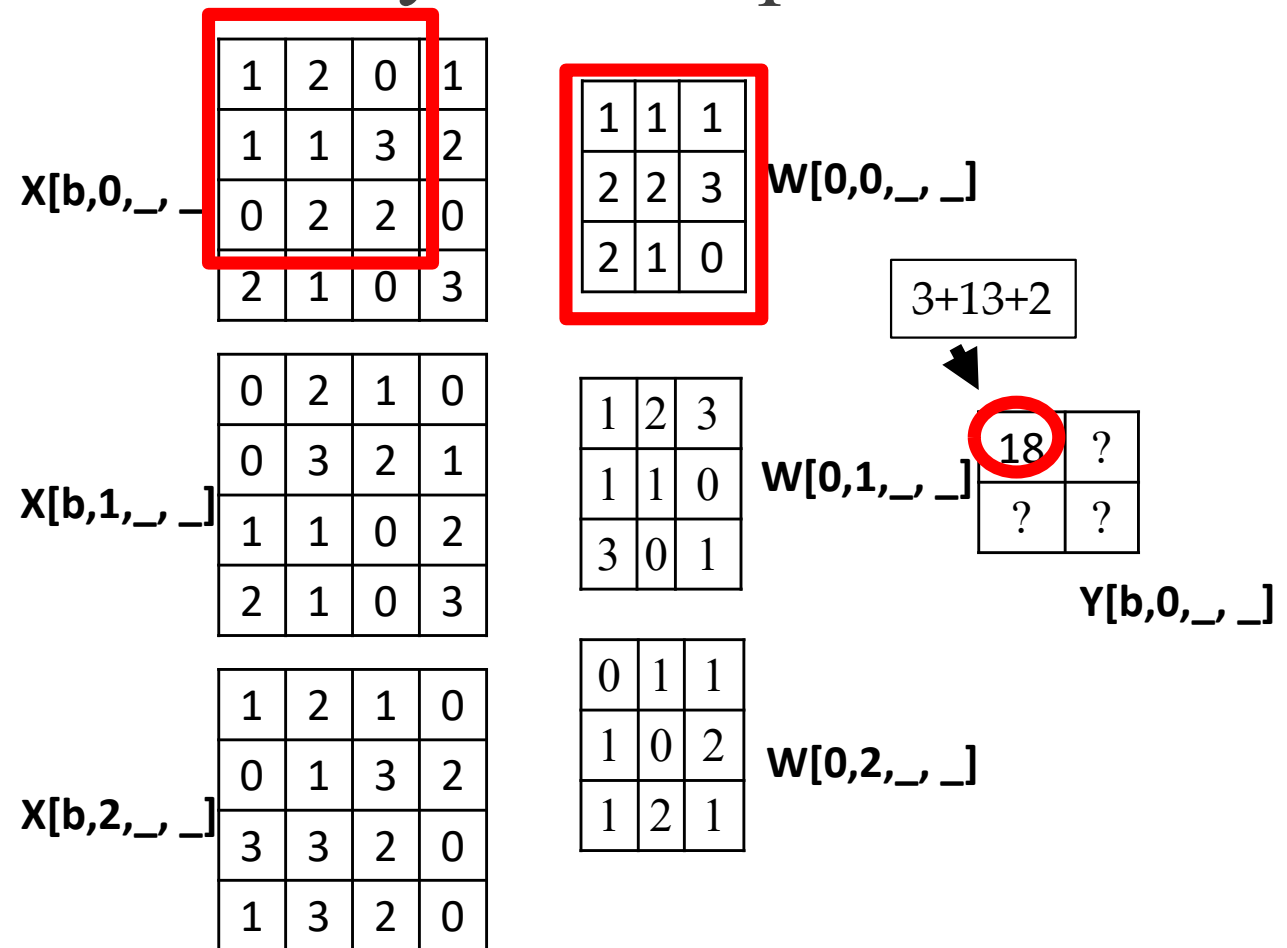 1 2 0 1
1 1 3 2
0 2 2 0
2 1 0 3
X[b,0,_, _
1 1 1
2 2 3
2 1 0
W[0,0,_, _]
3+13+2
0 2 1 0
0 3 2 1
1 1 0 2
2 1 0 3
X[b,1,_, _]
1 2 3
1 1 0
3 0 1
W[0,1,_, _]
18 ?
? ?
Y[b,0,_, _]
1 2 1 0
0 1 3 2
3 3 2 0
1 3 2 0
X[b,2,_, _]
0 1 1
1 0 2
1 2 1
W[0,2,_, _]